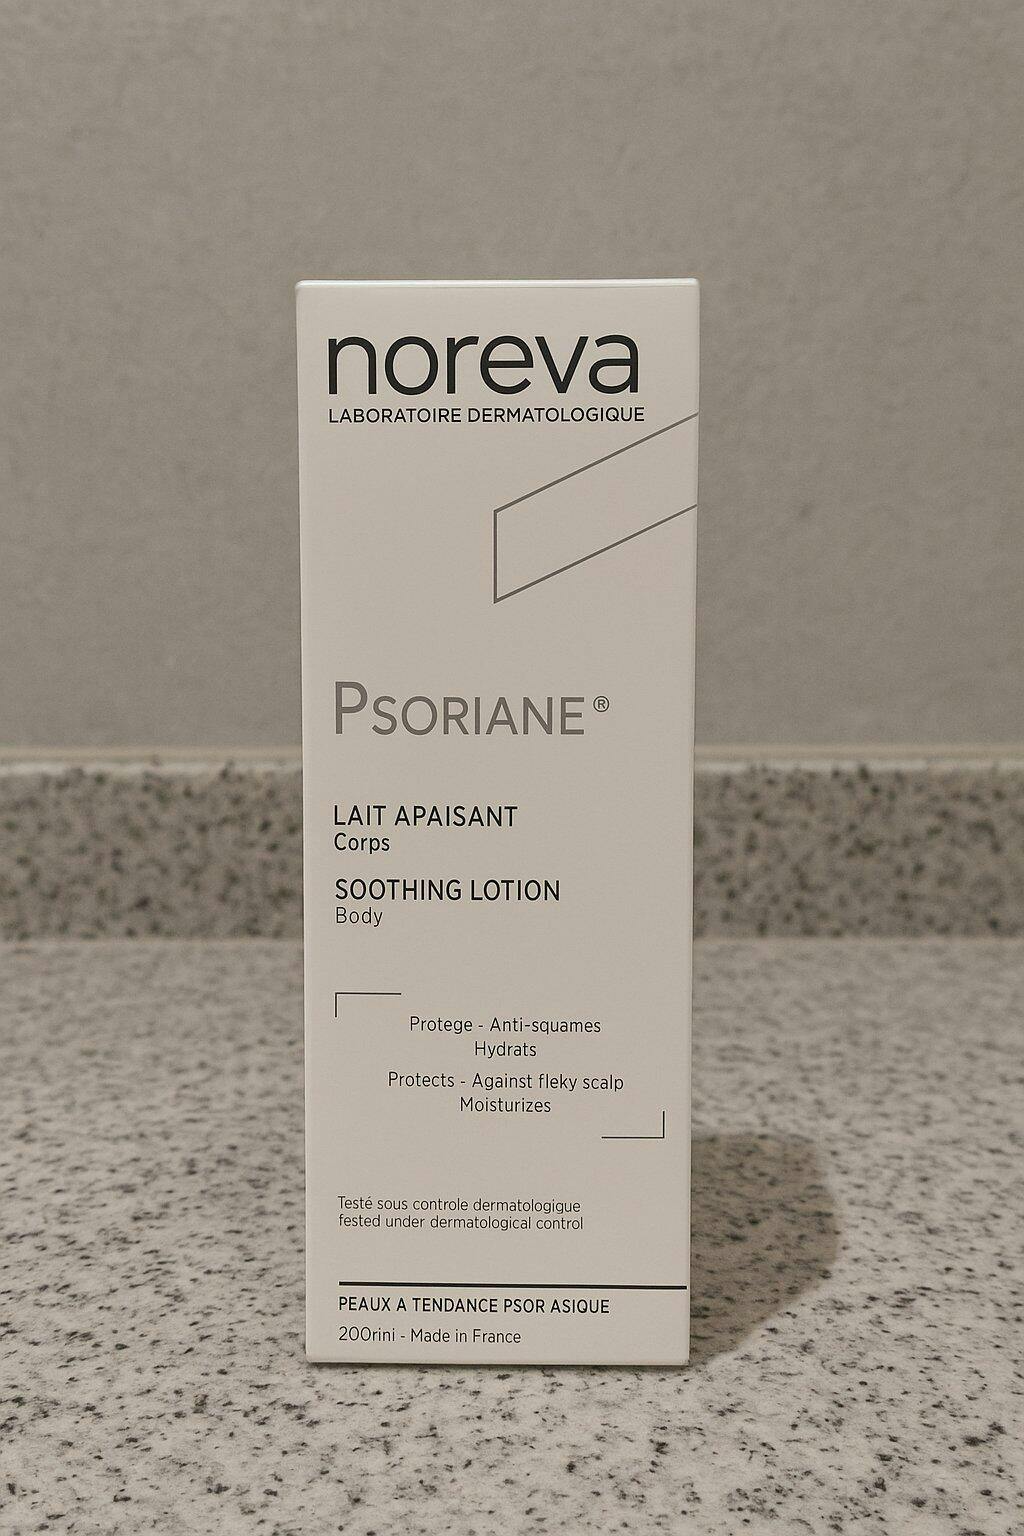 noreva
LABORATOIRE DERMATOLOGIQUE
PSORIANE®
LAIT APAISANT
Corps
SOOTHING LOTION
Body
Protege - Anti-squames
Hydrats
Protects - Against fleky scalp
Moisturizes
Testé sous controle dermatologigue
fested under dermatological control
PEAUX A TENDANCE PSOR ASIQUE
200rini - Made in France